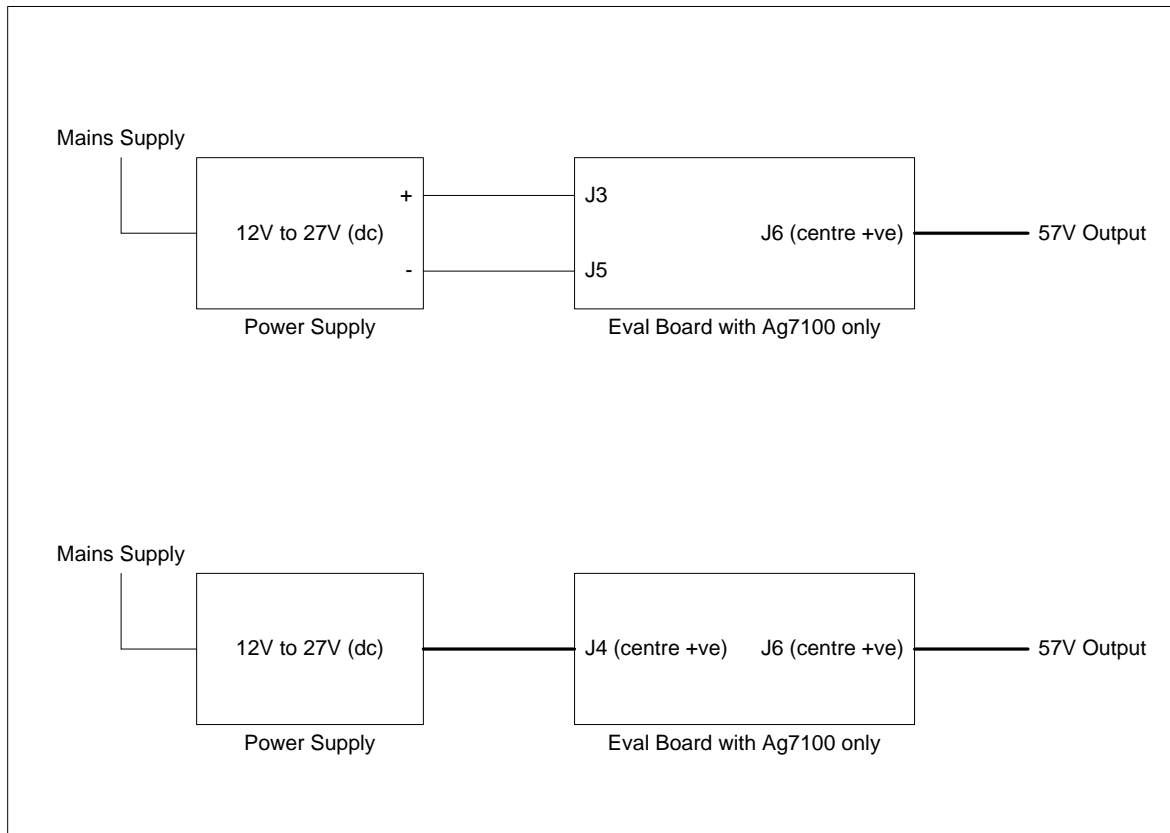 Mains Supply
+
J3
12V to 27V (dc)
J6 (centre +ve)
57V Output
-
J5
Power Supply
Eval Board with Ag7100 only
Mains Supply
12V to 27V (dc)
J4 (centre +ve)
J6 (centre +ve)
57V Output
Power Supply
Eval Board with Ag7100 only